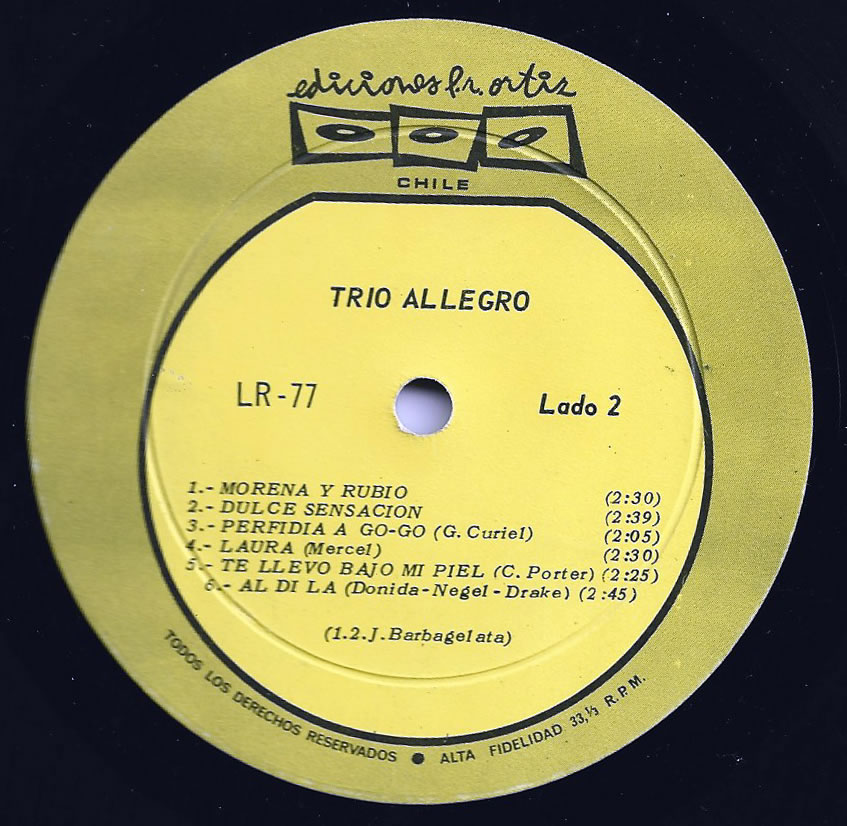 ediciones l.r. ortiz
CHILE
TRIO ALLEGRO
LR-77
Lado 2
1.- MORENA Y RUBIO (2:30)
2.- DULCE SENSACION (2:39)
3.- PERFIDIA A GO-GO (G. Curiel) (2:05)
4.- LAURA (Mercel) (2:30)
5.- TE LLEVO BAJO MI PIEL (C. Porter) (2:25)
6.- AL DI LA (Donida-Negel-Drake) (2:45)
(1.2.J.Barbagelata)
TODOS LOS DERECHOS RESERVADOS ● ALTA FIDELIDAD 33,⅓ R.P.M.